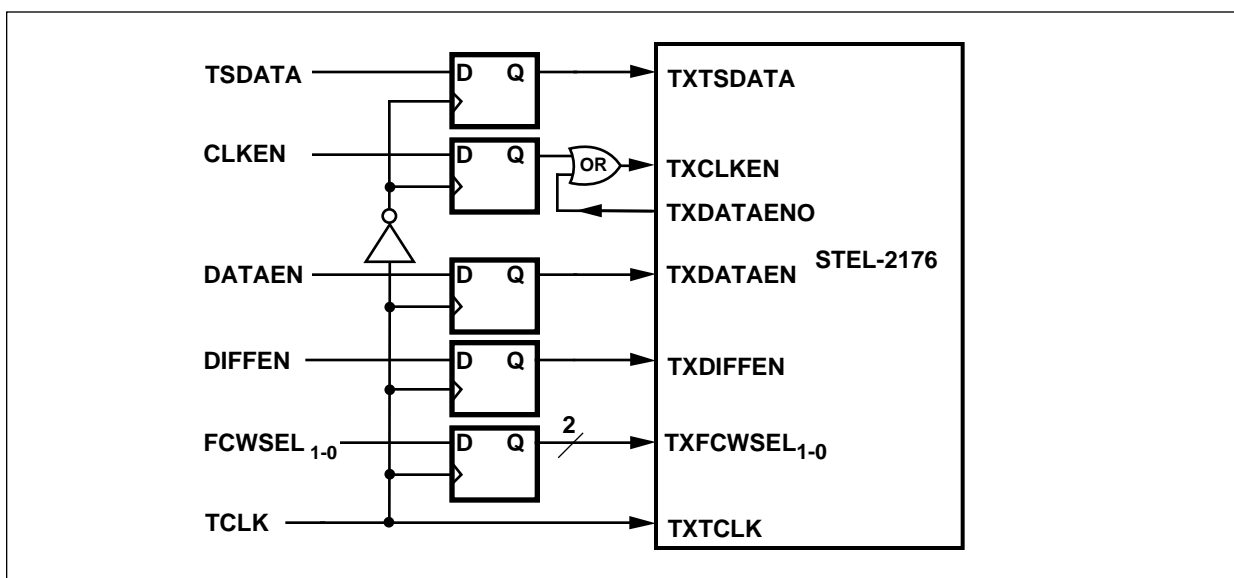 TSDATA D Q TXTSDATA
CLKEN D Q OR TXCLKEN
TXDATAENO
STEL-2176
DATAEN D Q TXDATAEN
DIFFEN D Q TXDIFFEN
FCWSEL 1-0 D Q 2 TXFCWSEL1-0
TCLK TXTCLK